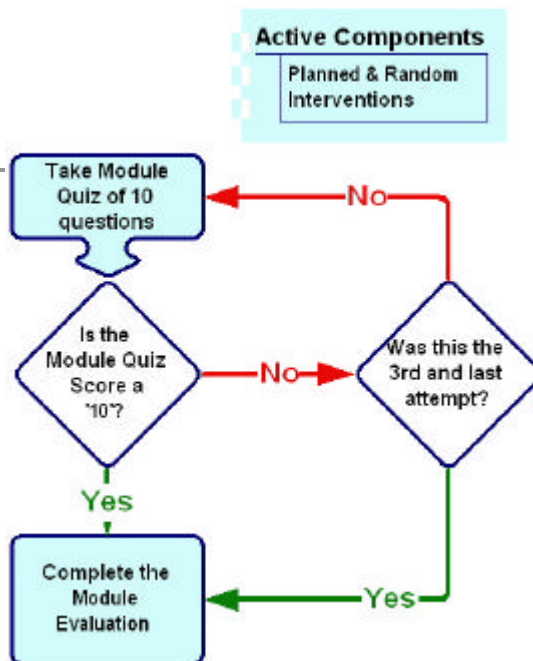 Active Components
Planned & Random
Interventions
Take Module
Quiz of 10
questions
No
Is the
Module Quiz
Score a
"10"?
No
Was this the
3rd and last
attempt?
Yes
Complete the
Module
Evaluation
Yes